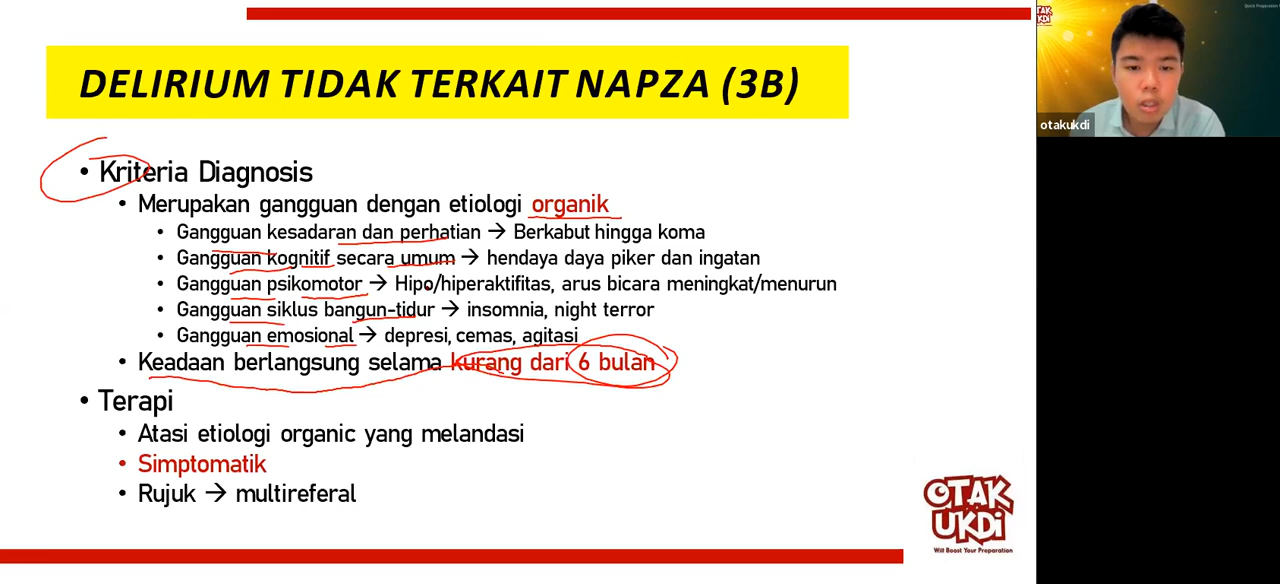 DELIRIUM TIDAK TERKAIT NAPZA (3B)
• Kriteria Diagnosis
• Merupakan gangguan dengan etiologi organik
• Gangguan kesadaran dan perhatian → Berkabut hingga koma
• Gangguan kognitif secara umum → hendaya daya piker dan ingatan
• Gangguan psikomotor → Hipo/hiperaktifitas, arus bicara meningkat/menurun
• Gangguan siklus bangun-tidur → insomnia, night terror
• Gangguan emosional → depresi, cemas, agitasi
• Keadaan berlangsung selama kurang dari 6 bulan
• Terapi
• Atasi etiologi organic yang melandasi
• Simptomatik
• Rujuk → multireferal
OTAK
UKDI
Will Boost Your Preparation
OTAK
UKDI
otakukdi